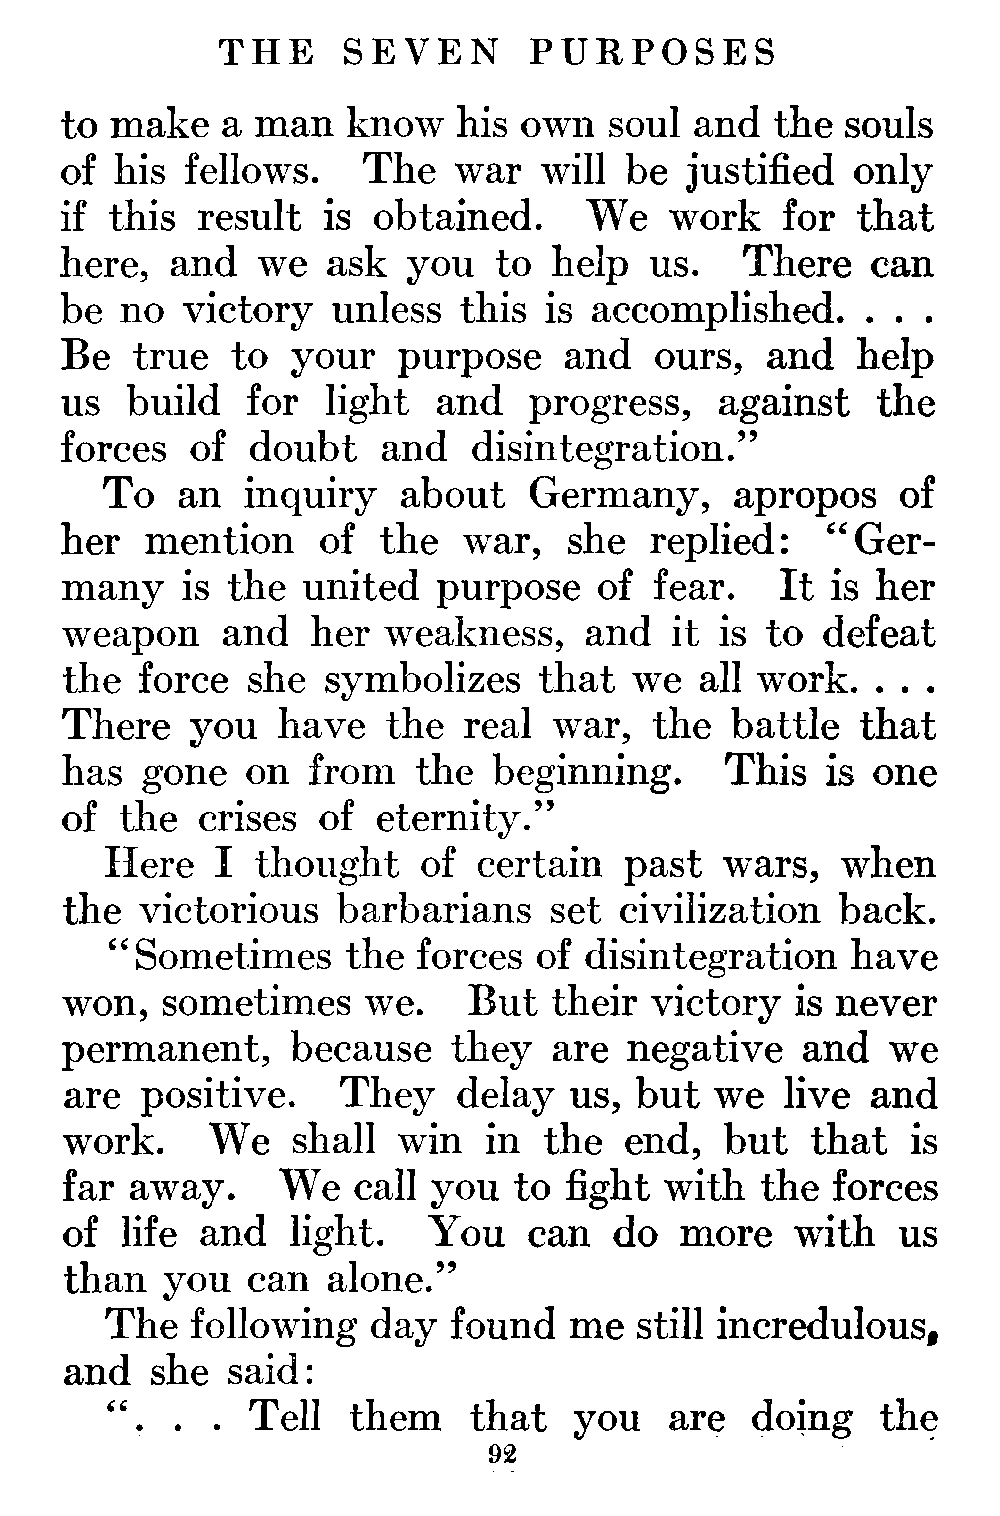 THE SEVEN PURPOSES
to make a man know his own soul and the souls
of his fellows. The war will be justified only
if this result is obtained. We work for that
here, and we ask you to help us. There can
be no victory unless this is accomplished. . . .
Be true to your purpose and ours, and help
us build for light and progress, against the
forces of doubt and disintegration.”
To an inquiry about Germany, apropos of
her mention of the war, she replied: “Ger-
many is the united purpose of fear. It is her
weapon and her weakness, and it is to defeat
the force she symbolizes that we all work. . . .
There you have the real war, the battle that
has gone on from the beginning. This is one
of the crises of eternity.”
Here I thought of certain past wars, when
the victorious barbarians set civilization back.
“Sometimes the forces of disintegration have
won, sometimes we. But their victory is never
permanent, because they are negative and we
are positive. They delay us, but we live and
work. We shall win in the end, but that is
far away. We call you to fight with the forces
of life and light. You can do more with us
than you can alone.”
The following day found me still incredulous,
and she said:
“. . . Tell them that you are doing the
92